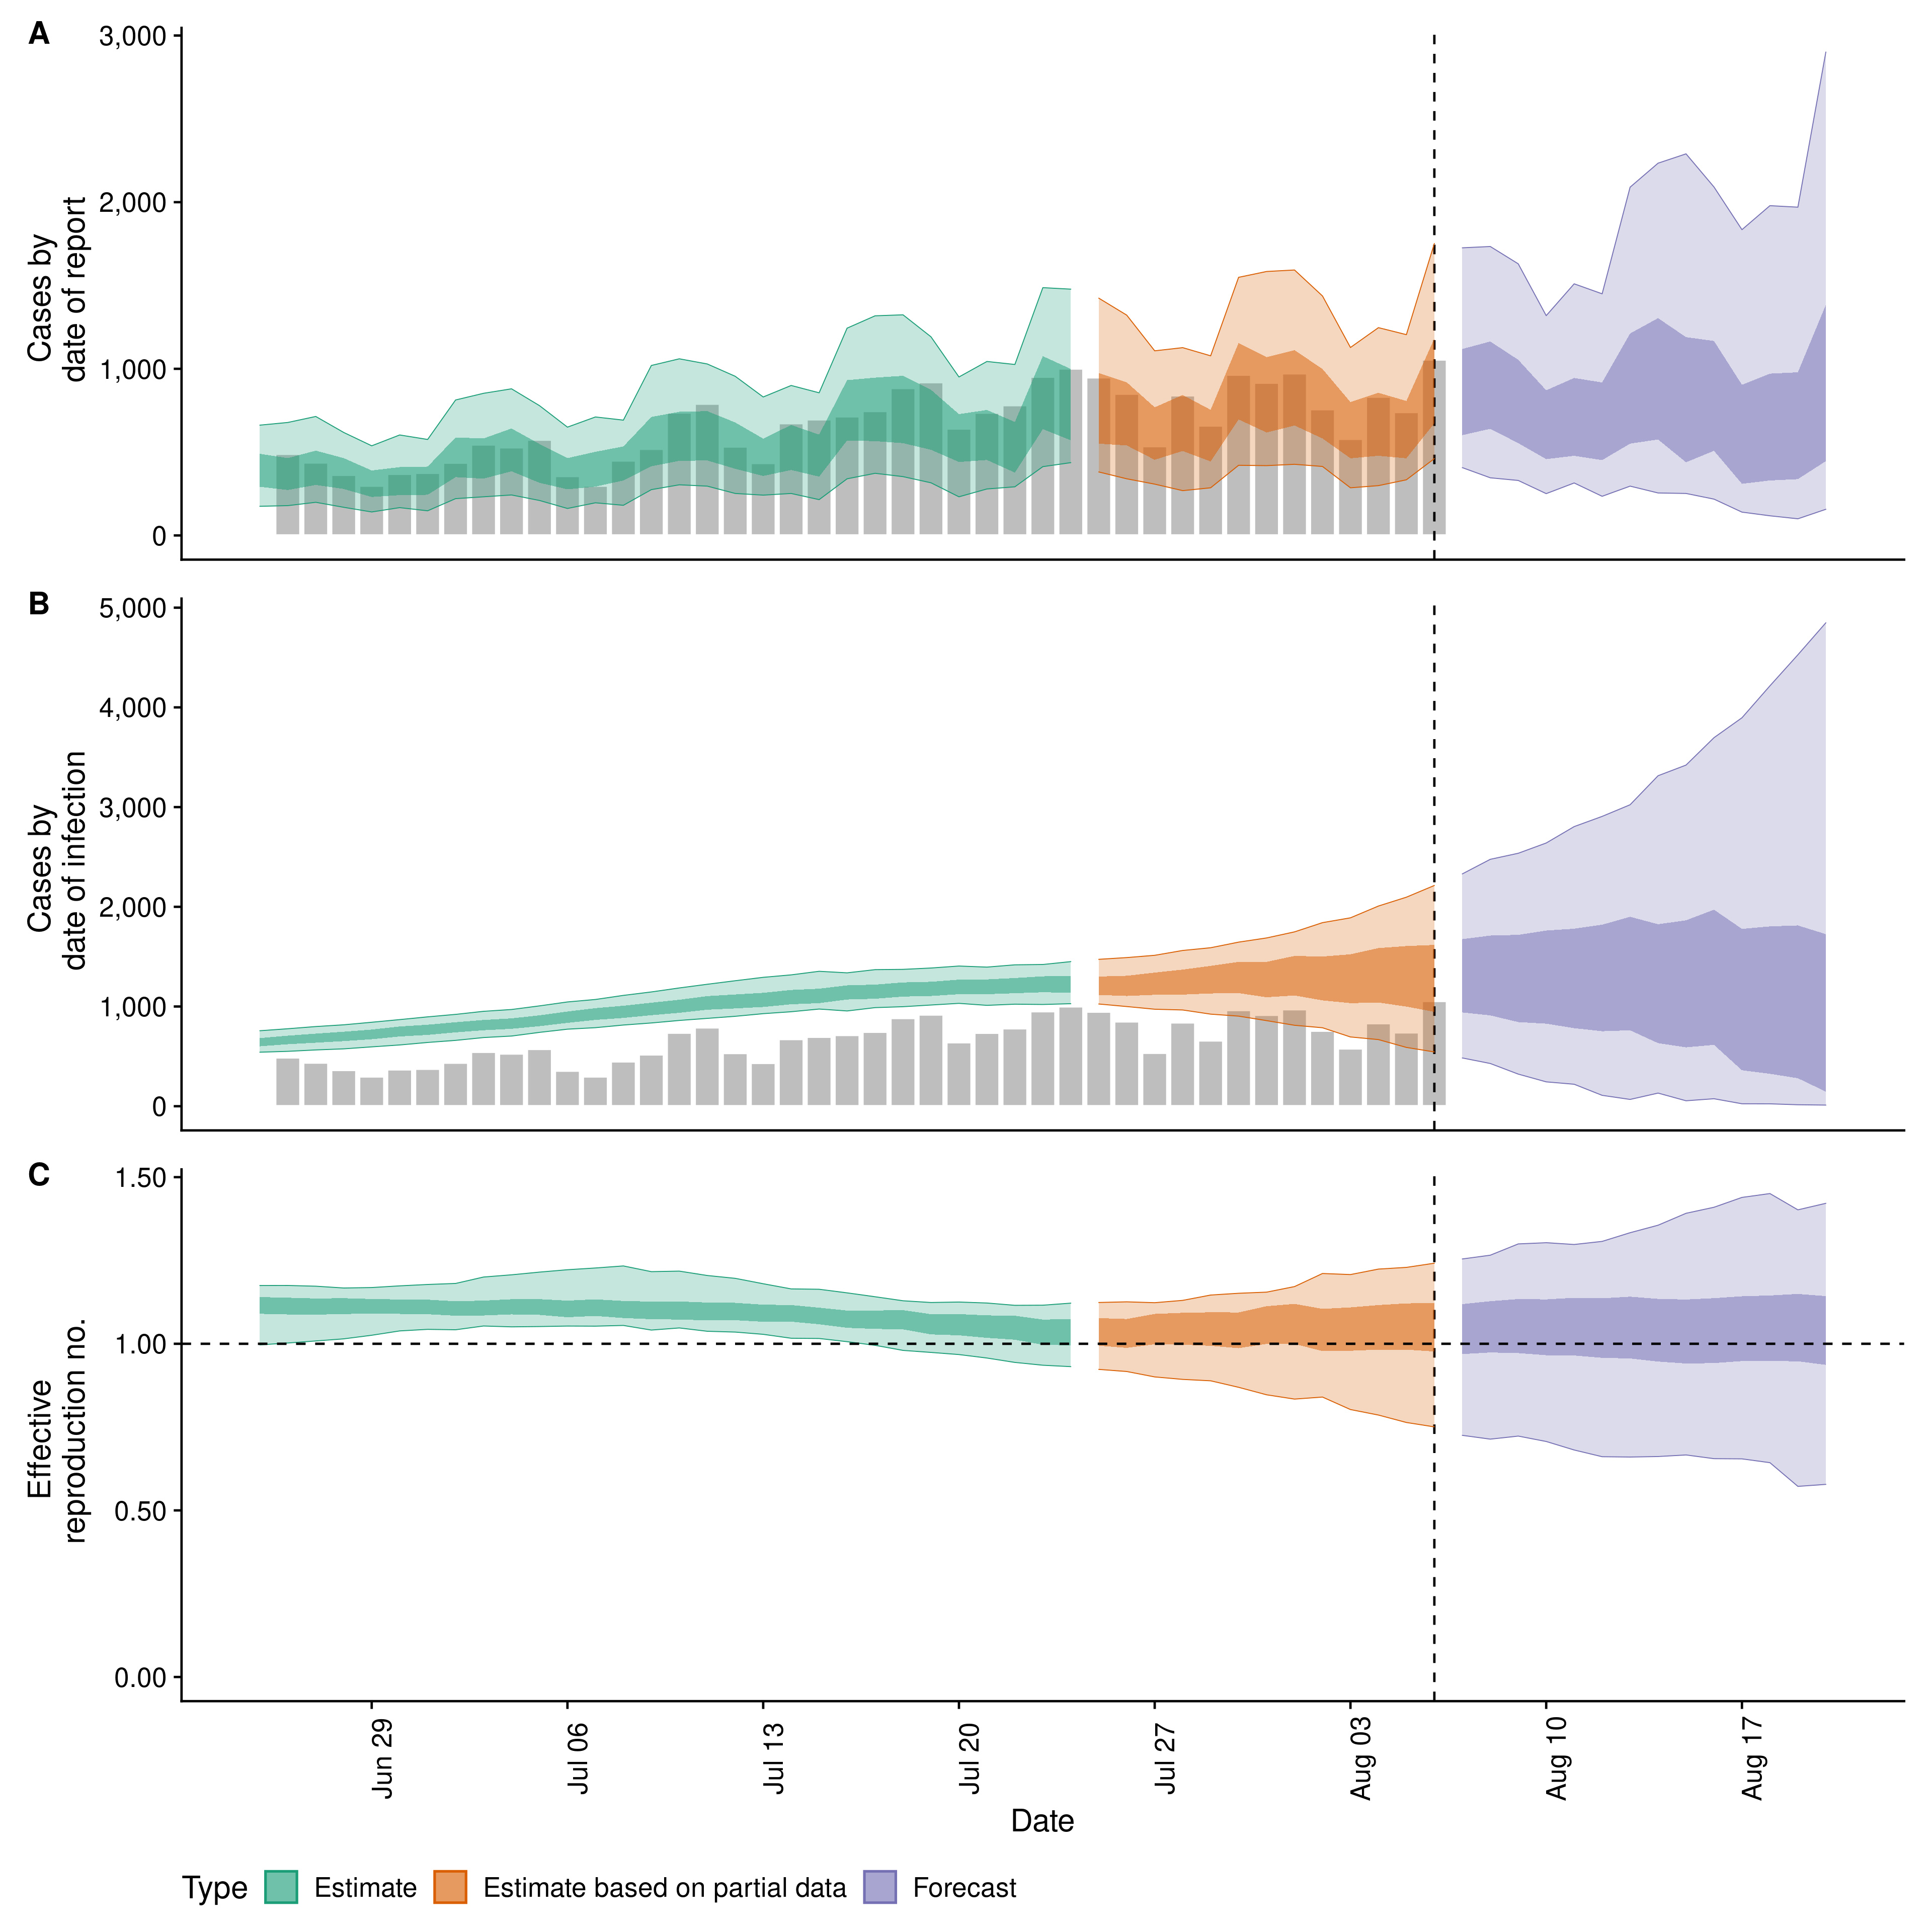 A
3,000
2,000
1,000
0
Cases by
date of report
B
5,000
4,000
3,000
2,000
1,000
0
Cases by
date of infection
C
1.50
1.00
0.50
0.00
Effective
reproduction no.
Jun 29
Jul 06
Jul 13
Jul 20
Jul 27
Aug 03
Aug 10
Aug 17
Date
Type Estimate Estimate based on partial data Forecast